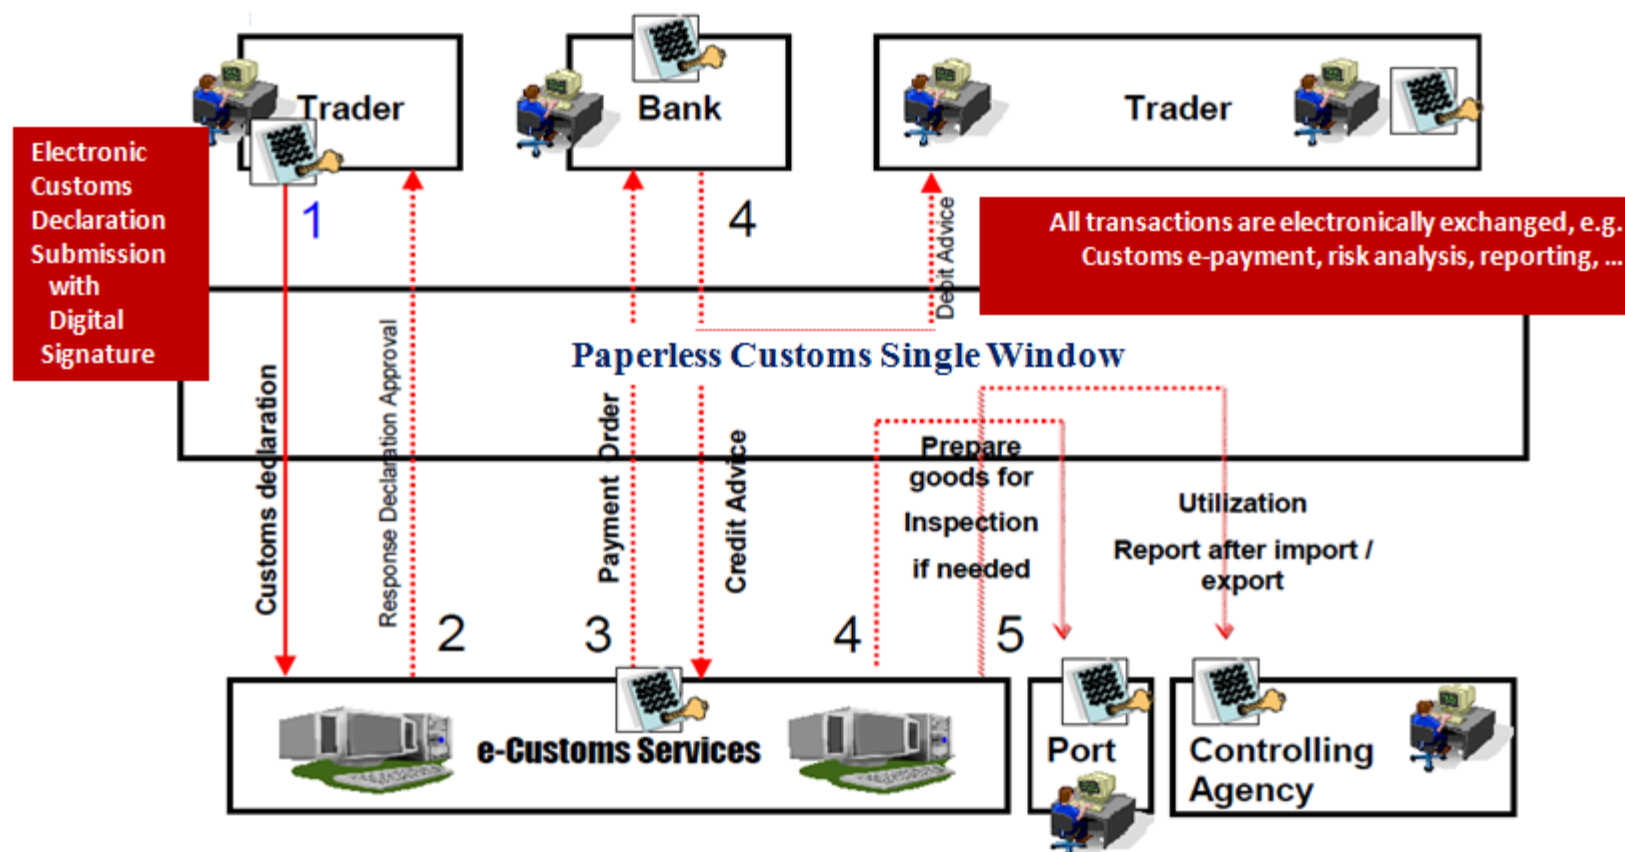 Trader
Bank
Trader
Electronic
Customs
Declaration
Submission
with
Digital
Signature
1
4
Debit Advice
All transactions are electronically exchanged, e.g.
Customs e-payment, risk analysis, reporting, ...
Paperless Customs Single Window
Customs declaration
Response Declaration Approval
Payment Order
Credit Advice
Prepare
goods for
Inspection
if needed
Utilization
Report after import /
export
2
3
4
5
e-Customs Services
Port
Controlling
Agency